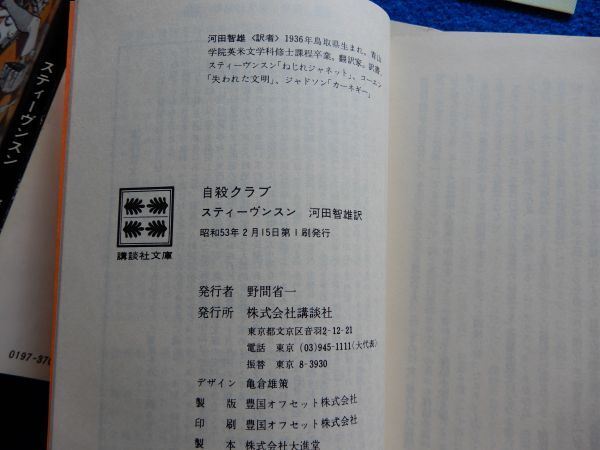 河田智雄〈訳者〉1936年鳥取県生まれ。青山
学院英米文学科修士課程卒業。翻訳家。訳書、
スティーヴンスン「ねじれジャネット」、コーエン
「失われた文明」、ジャドソン「カーネギー」
自殺クラブ
スティーヴンスン 河田智雄訳
昭和53年2月15日第1刷発行
講談社文庫
発行者 野間省一
発行所 株式会社講談社
東京都文京区音羽2-12-21
電話 東京(03)945-1111(大代表)
振替 東京8-3930
デザイン 亀倉雄策
製 版 豊国オフセット株式会社
印 刷 豊国オフセット株式会社
製 本 株式会社大進堂
スティーヴンスン
0197-370